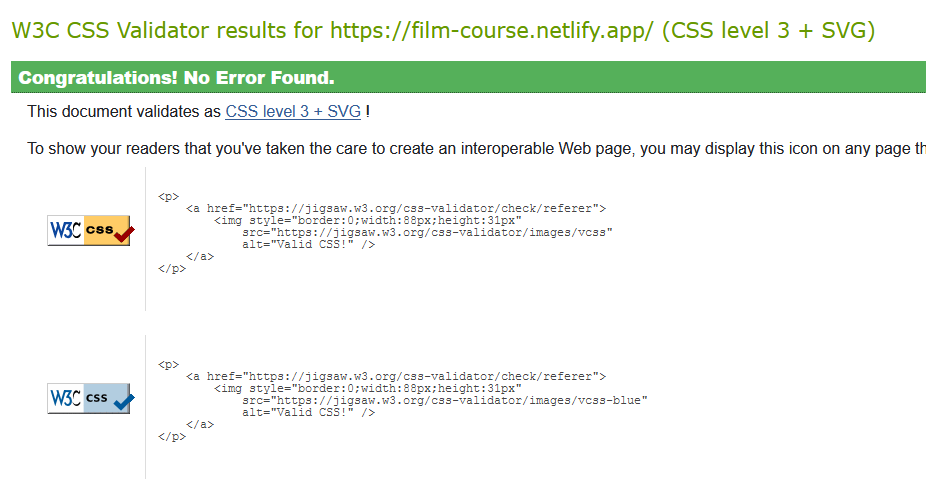 W3C CSS Validator results for https://film-course.netlify.app/ (CSS level 3 + SVG)
Congratulations! No Error Found.
This document validates as CSS level 3 + SVG !
To show your readers that you've taken the care to create an interoperable Web page, you may display this icon on any page th
W3C css
<p>
<a href="https://jigsaw.w3.org/css-validator/check/referer">
<img style="border:0;width:88px;height:31px"
src="https://jigsaw.w3.org/css-validator/images/vcss"
alt="Valid CSS!" />
</a>
</p>
W3C css
<p>
<a href="https://jigsaw.w3.org/css-validator/check/referer">
<img style="border:0;width:88px;height:31px"
src="https://jigsaw.w3.org/css-validator/images/vcss-blue"
alt="Valid CSS!" />
</a>
</p>